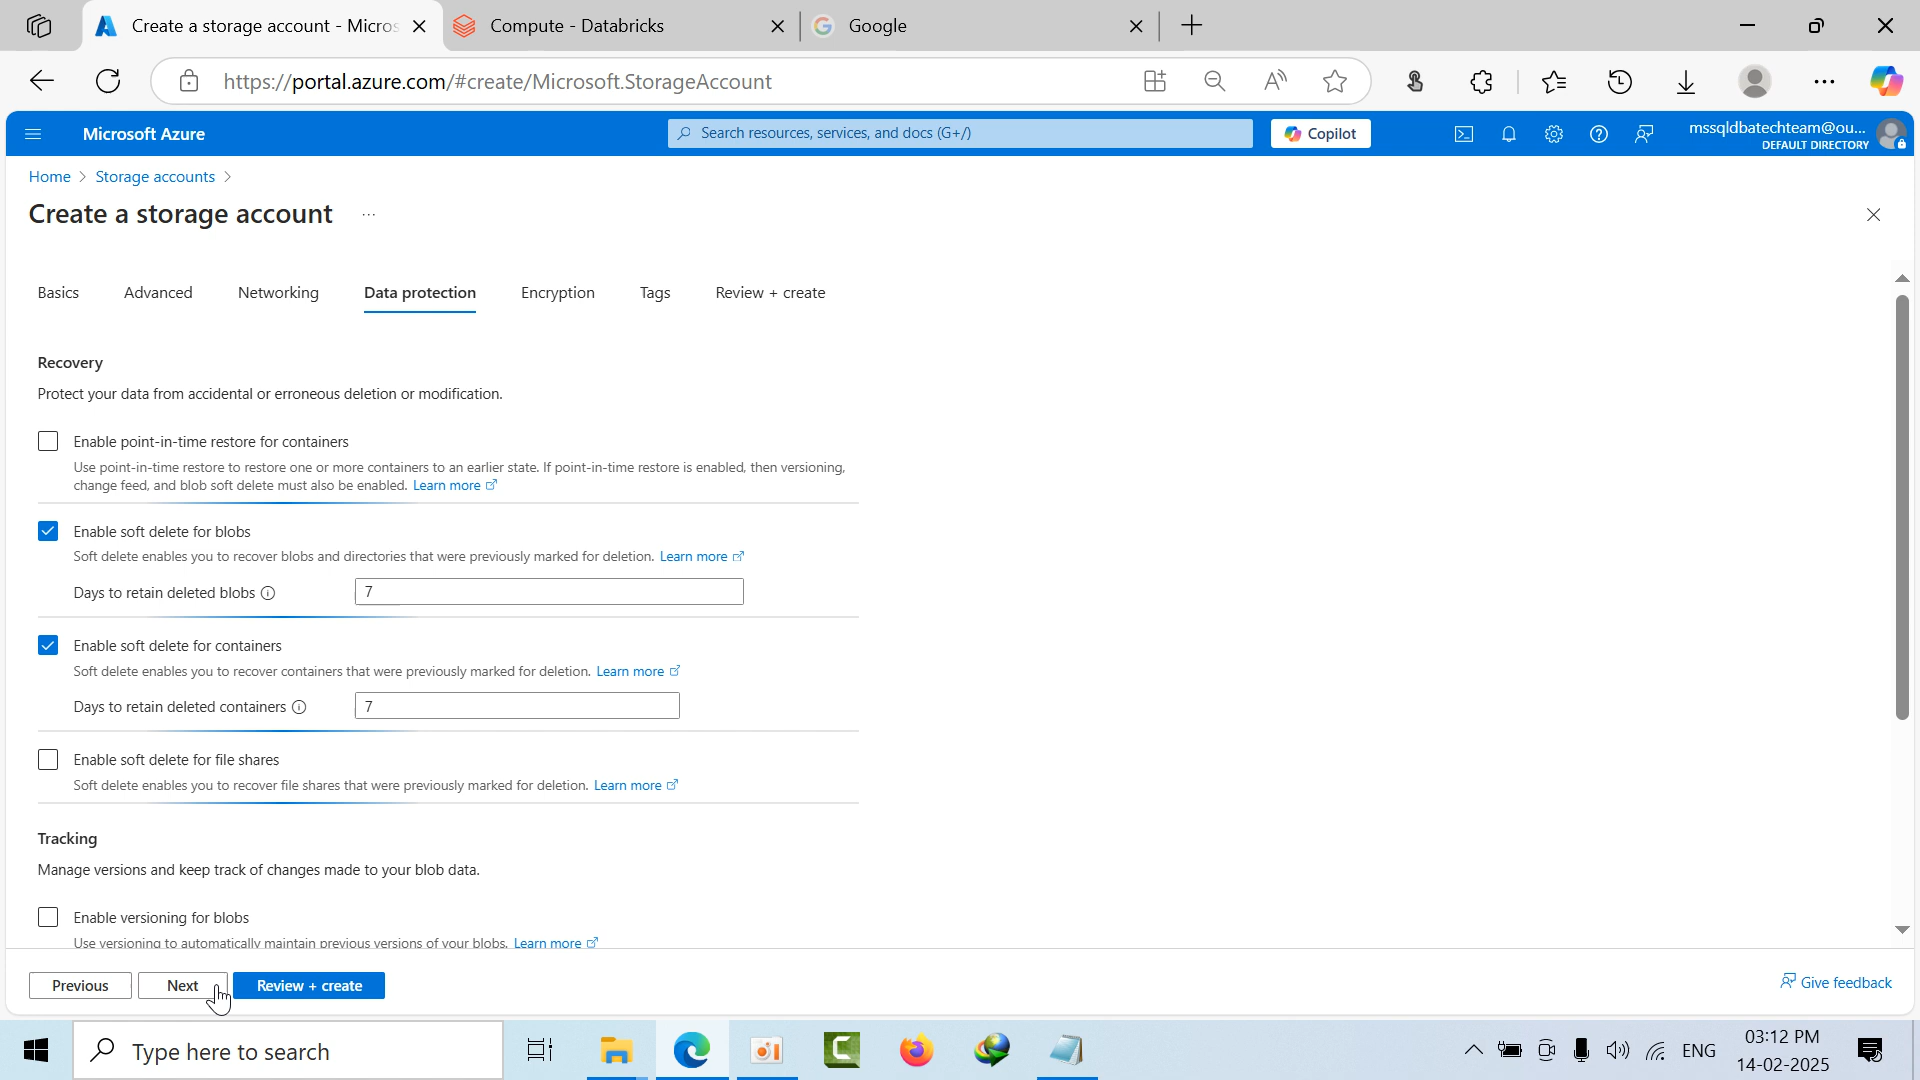 Create a storage account - Micros
Compute - Databricks
Google
https://portal.azure.com/#create/Microsoft.StorageAccount
Microsoft Azure
Search resources, services, and docs (G+/)
Copilot
mssqldbatechteam@ou...
DEFAULT DIRECTORY
Home > Storage accounts >
Create a storage account ...
Basics Advanced Networking Data protection Encryption Tags Review + create
Recovery
Protect your data from accidental or erroneous deletion or modification.
Enable point-in-time restore for containers
Use point-in-time restore to restore one or more containers to an earlier state. If point-in-time restore is enabled, then versioning,
change feed, and blob soft delete must also be enabled. Learn more
Enable soft delete for blobs
Soft delete enables you to recover blobs and directories that were previously marked for deletion. Learn more
Days to retain deleted blobs 7
Enable soft delete for containers
Soft delete enables you to recover containers that were previously marked for deletion. Learn more
Days to retain deleted containers 7
Enable soft delete for file shares
Soft delete enables you to recover file shares that were previously marked for deletion. Learn more
Tracking
Manage versions and keep track of changes made to your blob data.
Enable versioning for blobs
Use versioning to automatically maintain previous versions of your blobs. Learn more
Previous Next Review + create
Give feedback
Type here to search
ENG
03:12 PM
14-02-2025